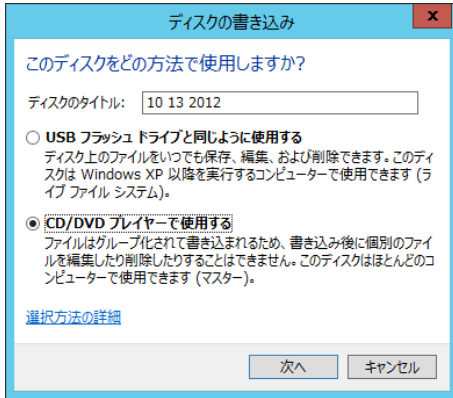 ディスクの書き込み
x
このディスクをどの方法で使用しますか?
ディスクのタイトル: 10 13 2012
USB フラッシュ ドライブと同じように使用する
ディスク上のファイルをいつでも保存、編集、および削除できます。このディ
スクは Windows XP 以降を実行するコンピューターで使用できます (ラ
イブ ファイル システム)。
CD/DVD プレイヤーで使用する
ファイルはグループ化されて書き込まれるため、書き込み後に個別のファイ
ルを編集したり削除したりすることはできません。このディスクはほとんどのコ
ンピューターで使用できます (マスター)。
選択方法の詳細
次へ キャンセル